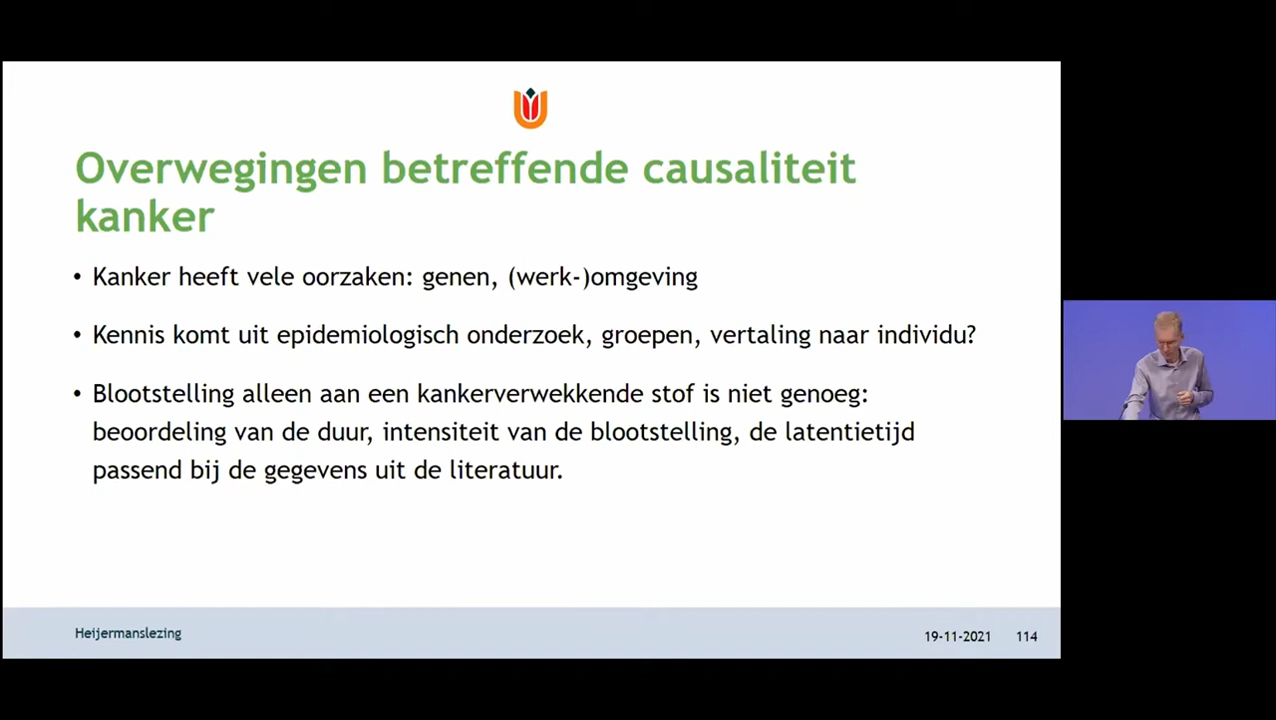 Overwegingen betreffende causaliteit
kanker
• Kanker heeft vele oorzaken: genen, (werk-)omgeving
• Kennis komt uit epidemiologisch onderzoek, groepen, vertaling naar individu?
• Blootstelling alleen aan een kankerverwekkende stof is niet genoeg:
beoordeling van de duur, intensiteit van de blootstelling, de latentietijd
passend bij de gegevens uit de literatuur.
Heijermanslezing
19-11-2021 114